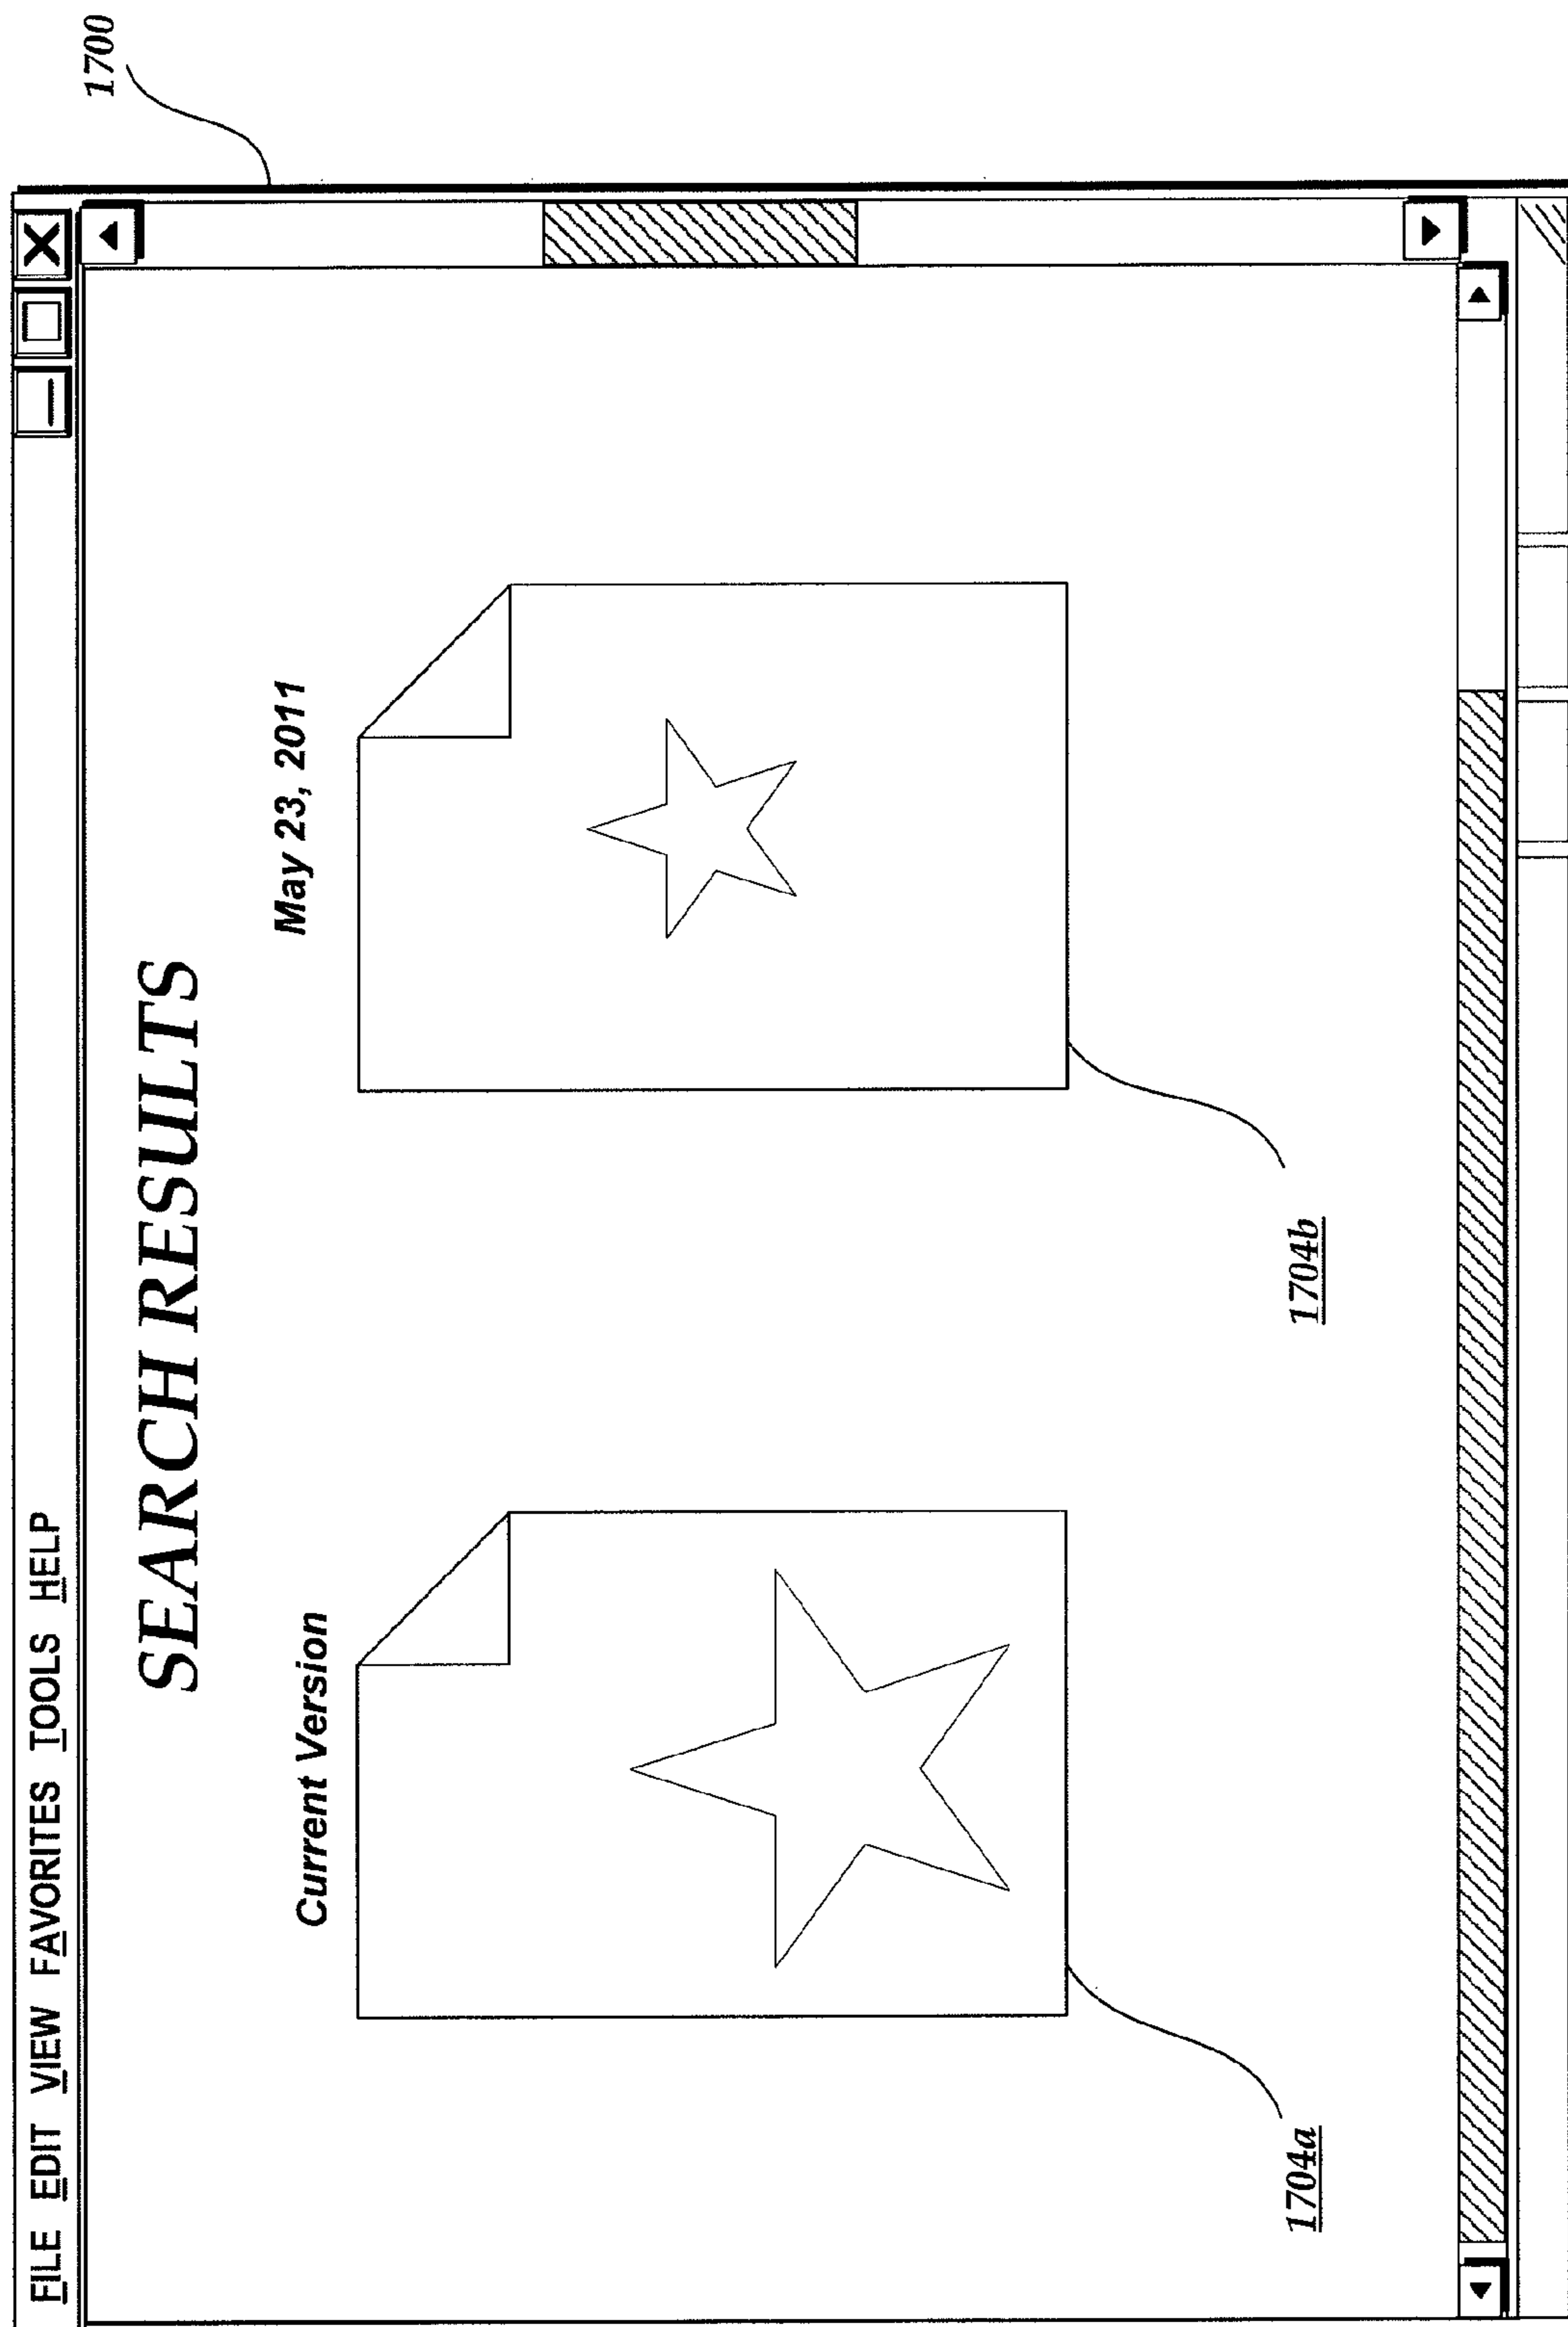 1700
FILE EDIT VIEW FAVORITES TOOLS HELP
SEARCH RESULTS
Current Version
May 23, 2011
1704a
1704b